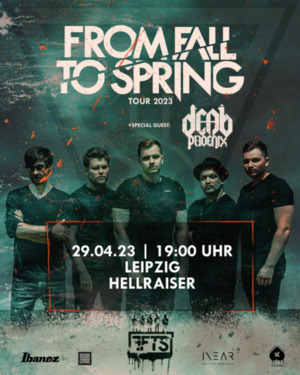 FROM FALL
TO SPRING
TOUR 2023
+SPECIAL GUEST:
DEAD
PHOENIX
29.04.23 | 19:00 UHR
LEIPZIG
HELLRAISER
FFTS
Ibanez
INEAR